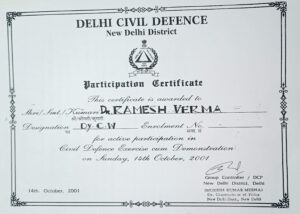 DELHI CIVIL DEFENCE
New Delhi District
Participation Certificate
This certificate is awarded to
Shri/Smt./Kumari Dr RAMESH VERMA
श्री/श्रीमती/कुमारी
Designation Dy. C.W Enrolment No.
पद
for active participation in
Civil Defence Exercise cum Demonstration
on Sunday, 14th October, 2001
Group Controller / DCP
New Delhi District, Delhi
14th. October, 2001